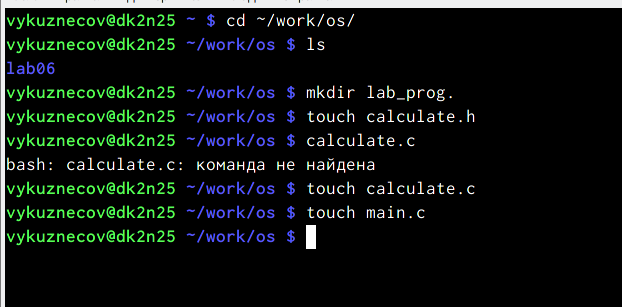 vykuznecov@dk2n25 ~ $ cd ~/work/os/
vykuznecov@dk2n25 ~/work/os $ ls
lab06
vykuznecov@dk2n25 ~/work/os $ mkdir lab_prog.
vykuznecov@dk2n25 ~/work/os $ touch calculate.h
vykuznecov@dk2n25 ~/work/os $ calculate.c
bash: calculate.c: команда не найдена
vykuznecov@dk2n25 ~/work/os $ touch calculate.c
vykuznecov@dk2n25 ~/work/os $ touch main.c
vykuznecov@dk2n25 ~/work/os $